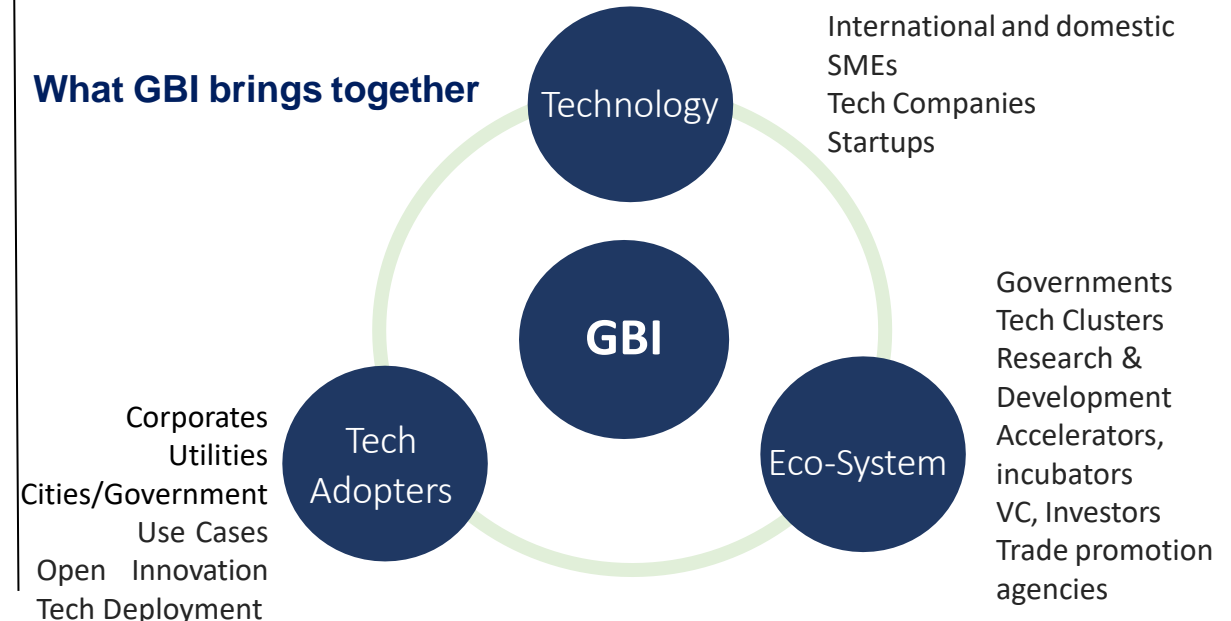 What GBI brings together
Technology
International and domestic
SMEs
Tech Companies
Startups
GBI
Governments
Tech Clusters
Research &
Development
Accelerators,
incubators
VC, Investors
Trade promotion
agencies
Eco-System
Tech
Adopters
Corporates
Utilities
Cities/Government
Use Cases
Open Innovation
Tech Deployment